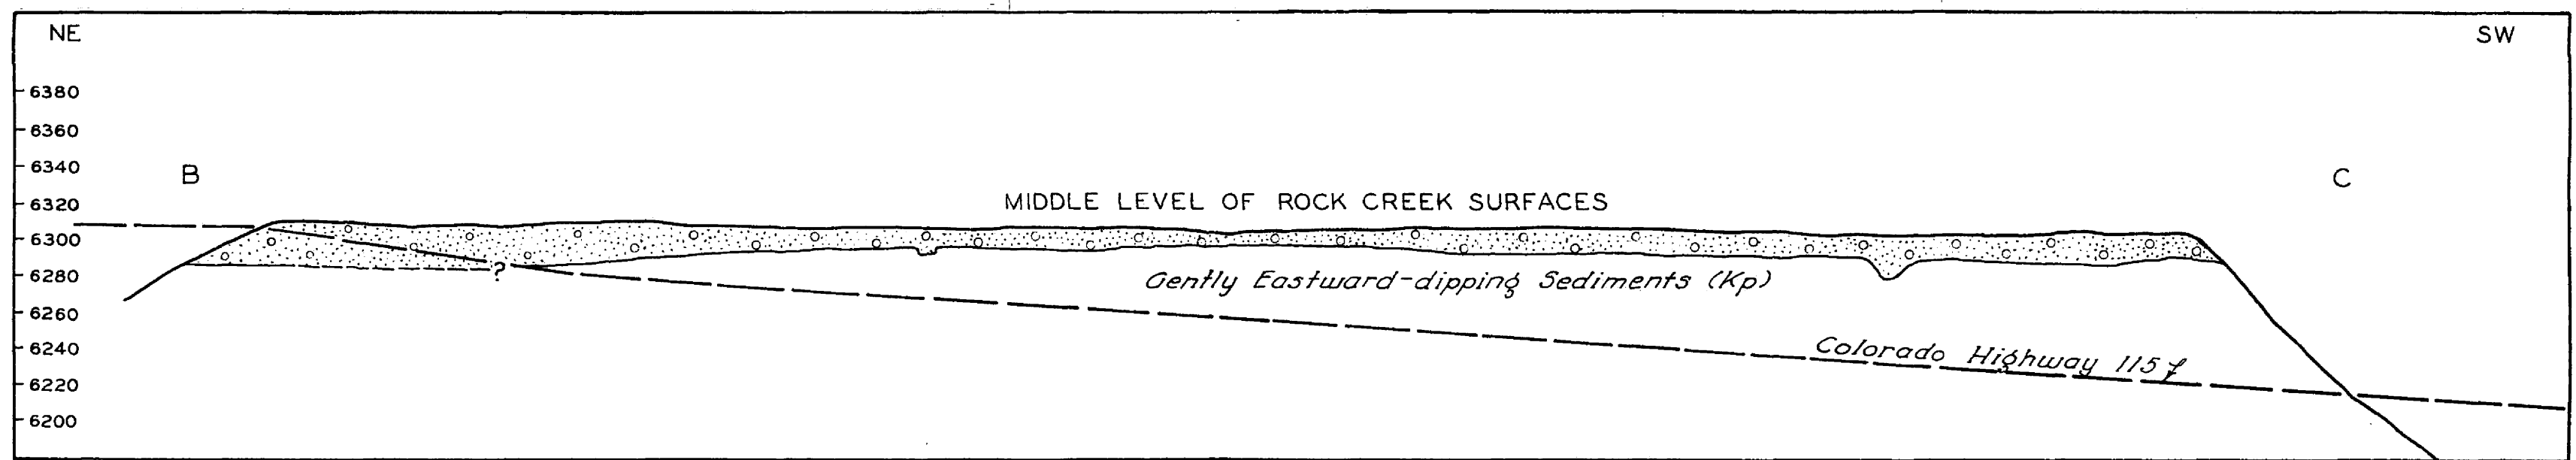 NE
SW
6380
6360
6340
6320
6300
6280
6260
6240
6220
6200
B
C
MIDDLE LEVEL OF ROCK CREEK SURFACES
?
Gently Eastward-dipping Sediments (Kp)
Colorado Highway 115